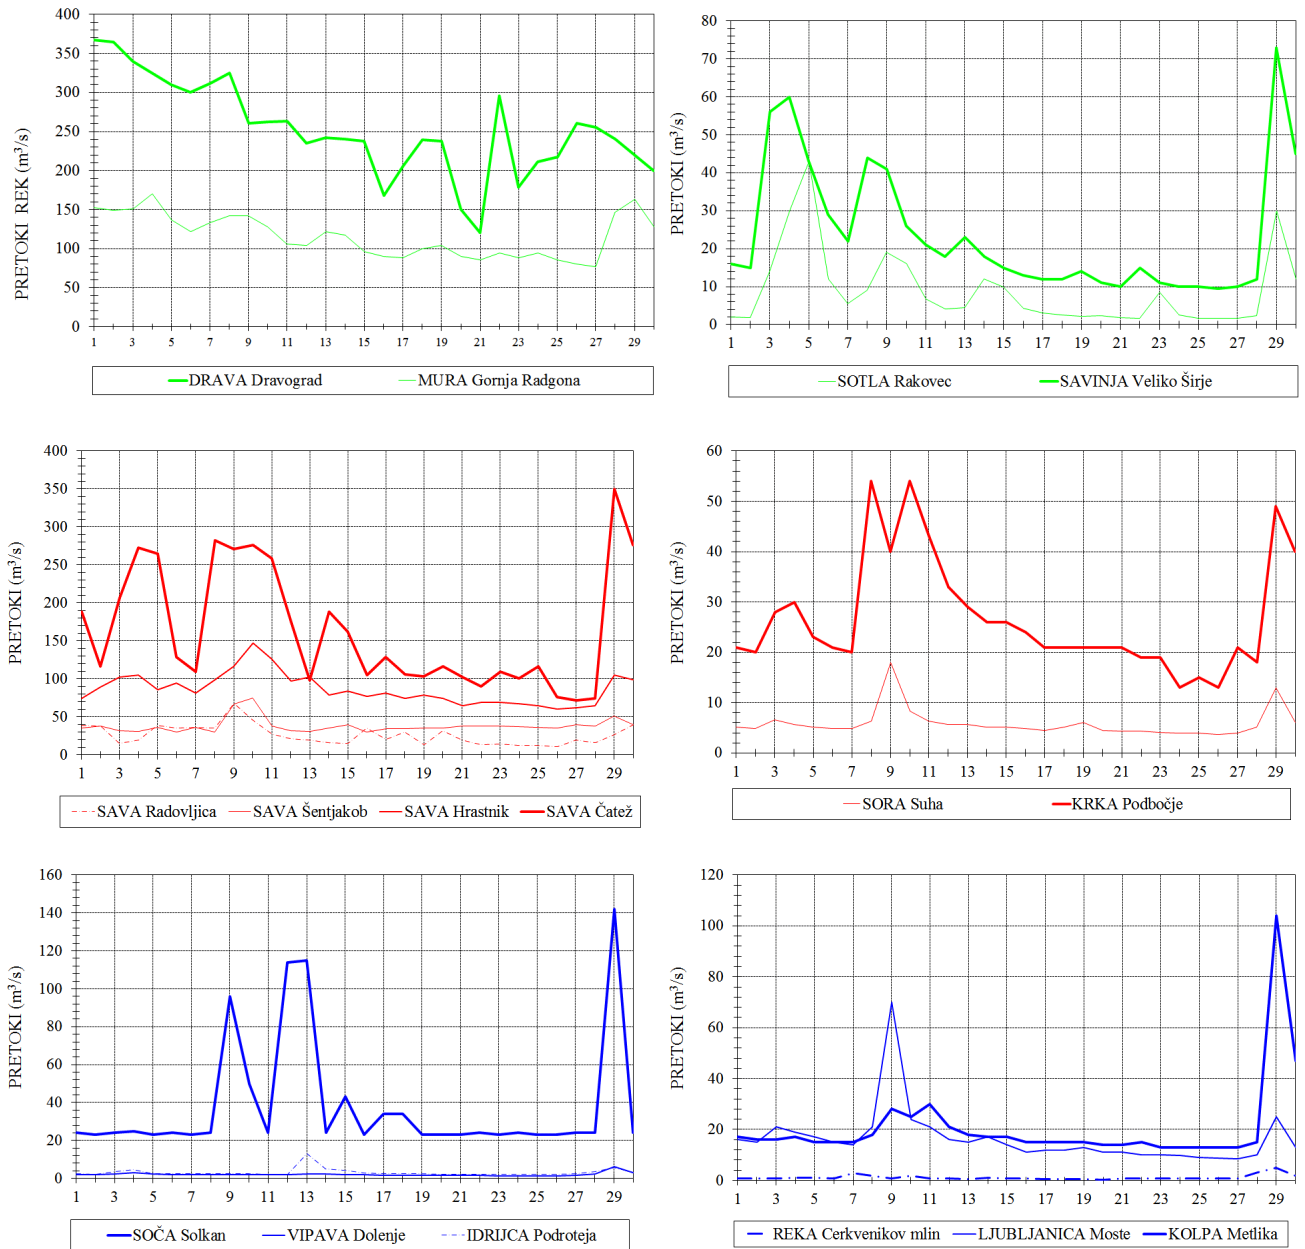 400
350
300
250
200
150
100
50
0
PRETOKI REK (m³/s)
1 3 5 7 9 11 13 15 17 19 21 23 25 27 29
DRAVA Dravograd MURA Gornja Radgona
80
70
60
50
40
30
20
10
0
PRETOKI (m³/s)
1 3 5 7 9 11 13 15 17 19 21 23 25 27 29
SOTLA Rakovec SAVINJA Veliko Širje
400
350
300
250
200
150
100
50
0
PRETOKI (m³/s)
1 3 5 7 9 11 13 15 17 19 21 23 25 27 29
SAVA Radovljica SAVA Šentjakob SAVA Hrastnik SAVA Čatež
60
50
40
30
20
10
0
PRETOKI (m³/s)
1 3 5 7 9 11 13 15 17 19 21 23 25 27 29
SORA Suha KRKA Podbočje
160
140
120
100
80
60
40
20
0
PRETOKI (m³/s)
1 3 5 7 9 11 13 15 17 19 21 23 25 27 29
SOČA Solkan VIPAVA Dolenje IDRIJCA Podroteja
120
100
80
60
40
20
0
PRETOKI (m³/s)
1 3 5 7 9 11 13 15 17 19 21 23 25 27 29
REKA Cerkvenikov mlin LJUBLJANICA Moste KOLPA Metlika